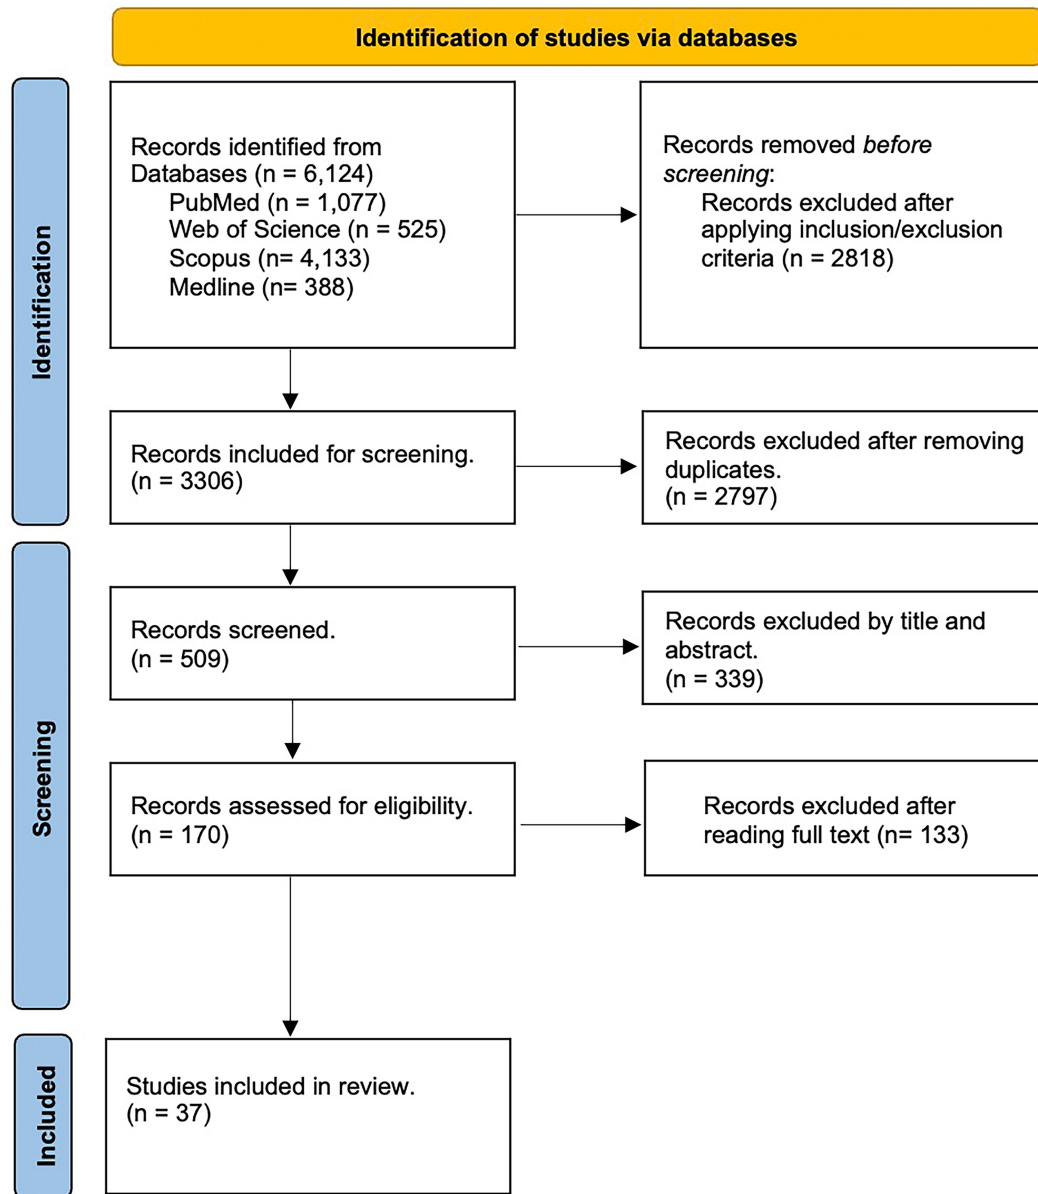 Identification of studies via databases
Identification
Records identified from
Databases (n = 6,124)
PubMed (n = 1,077)
Web of Science (n = 525)
Scopus (n= 4,133)
Medline (n= 388)
Records removed before
screening:
Records excluded after
applying inclusion/exclusion
criteria (n = 2818)
Records included for screening.
(n = 3306)
Records excluded after removing
duplicates.
(n = 2797)
Screening
Records screened.
(n = 509)
Records excluded by title and
abstract.
(n = 339)
Records assessed for eligibility.
(n = 170)
Records excluded after
reading full text (n= 133)
Included
Studies included in review.
(n = 37)